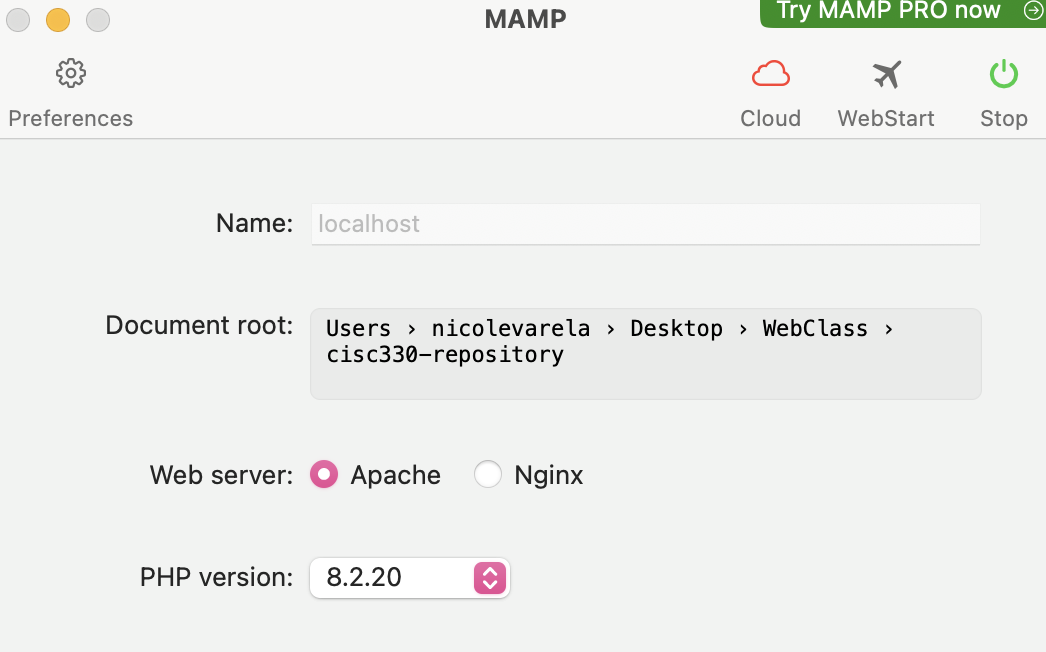 MAMP
Try MAMP PRO now
Preferences
Cloud
WebStart
Stop
Name: localhost
Document root: Users › nicolevarela › Desktop › WebClass ›
cisc330-repository
Web server: Apache Nginx
PHP version: 8.2.20